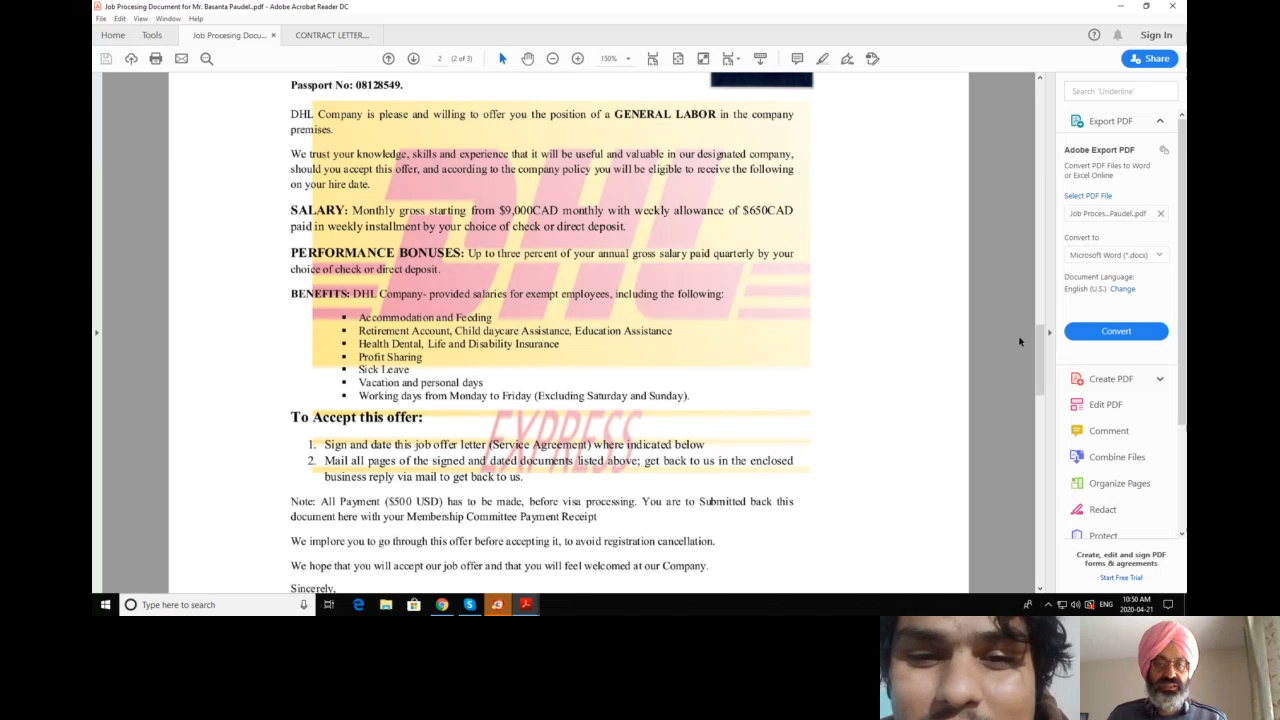 Job Procesing Document for Mr. Basanta Paudel..pdf - Adobe Acrobat Reader DC
File Edit View Window Help
Home Tools Job Procesing Docu... × CONTRACT LETTER... Sign In
2 (2 of 3) 150% Share
Passport No: 08128549.
DHL Company is please and willing to offer you the position of a GENERAL LABOR in the company
premises.
We trust your knowledge, skills and experience that it will be useful and valuable in our designated company,
should you accept this offer, and according to the company policy you will be eligible to receive the following
on your hire date.
SALARY: Monthly gross starting from $9,000CAD monthly with weekly allowance of $650CAD
paid in weekly installment by your choice of check or direct deposit.
PERFORMANCE BONUSES: Up to three percent of your annual gross salary paid quarterly by your
choice of check or direct deposit.
BENEFITS: DHL Company- provided salaries for exempt employees, including the following:
Accommodation and Feeding
Retirement Account, Child daycare Assistance, Education Assistance
Health Dental, Life and Disability Insurance
Profit Sharing
Sick Leave
Vacation and personal days
Working days from Monday to Friday (Excluding Saturday and Sunday).
To Accept this offer:
1. Sign and date this job offer letter (Service Agreement) where indicated below
2. Mail all pages of the signed and dated documents listed above; get back to us in the enclosed
business reply via mail to get back to us.
Note: All Payment ($500 USD) has to be made, before visa processing. You are to Submitted back this
document here with your Membership Committee Payment Receipt
We implore you to go through this offer before accepting it, to avoid registration cancellation.
We hope that you will accept our job offer and that you will feel welcomed at our Company.
Sincerely,
DHL
EXPRESS
Search 'Underline'
Export PDF
Adobe Export PDF
Convert PDF Files to Word
or Excel Online
Select PDF File
Job Proces...Paudel..pdf
Convert to
Microsoft Word (*.docx)
Document Language:
English (U.S.) Change
Convert
Create PDF
Edit PDF
Comment
Combine Files
Organize Pages
Redact
Protect
Create, edit and sign PDF
forms & agreements
Start Free Trial
Type here to search
ENG
10:50 AM
2020-04-21